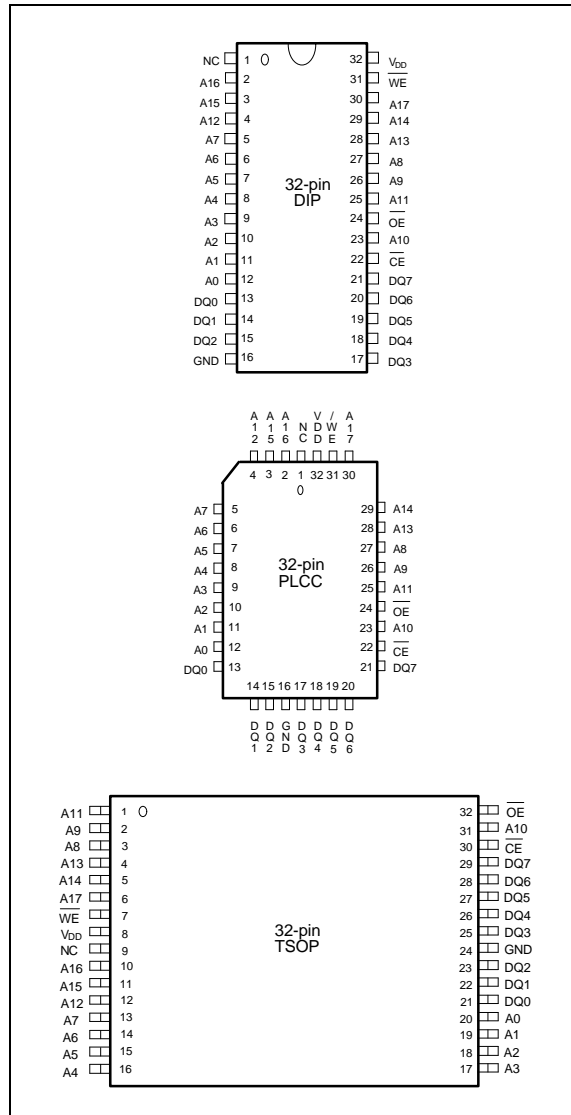 NC 1 32 VDD
A16 2 31 WE
A15 3 30 A17
A12 4 29 A14
A7 5 28 A13
A6 6 27 A8
A5 7 26 A9
A4 8 25 A11
A3 9 24 OE
A2 10 23 A10
A1 11 22 CE
A0 12 21 DQ7
DQ0 13 20 DQ6
DQ1 14 19 DQ5
DQ2 15 18 DQ4
GND 16 17 DQ3
32-pin
DIP
A12 A15 A16 NC VDD /WE A17
4 3 2 1 32 31 30
A7 5 29 A14
A6 6 28 A13
A5 7 27 A8
A4 8 26 A9
A3 9 25 A11
A2 10 24 OE
A1 11 23 A10
A0 12 22 CE
DQ0 13 21 DQ7
32-pin
PLCC
14 15 16 17 18 19 20
DQ1 DQ2 GND DQ3 DQ4 DQ5 DQ6
A11 1 32 OE
A9 2 31 A10
A8 3 30 CE
A13 4 29 DQ7
A14 5 28 DQ6
A17 6 27 DQ5
WE 7 26 DQ4
VDD 8 25 DQ3
NC 9 24 GND
A16 10 23 DQ2
A15 11 22 DQ1
A12 12 21 DQ0
A7 13 20 A0
A6 14 19 A1
A5 15 18 A2
A4 16 17 A3
32-pin
TSOP